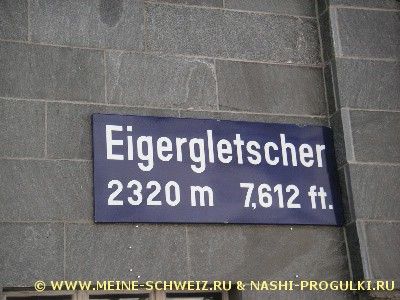 Eigergletscher
2320 m 7,612 ft.
© WWW.MEINE-SCHWEIZ.RU & NASHI-PROGULKI.RU